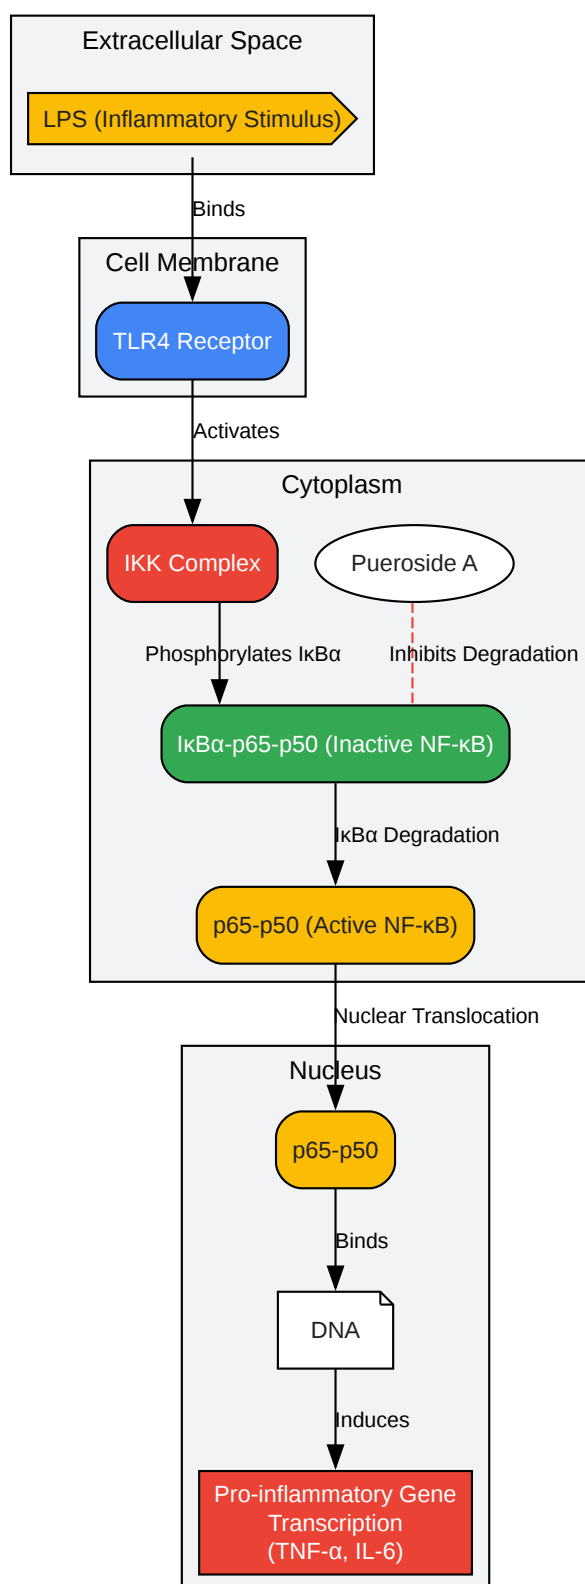 Extracellular Space
LPS (Inflammatory Stimulus)
Binds
Cell Membrane
TLR4 Receptor
Activates
Cytoplasm
IKK Complex
Pueroside A
Phosphorylates IκBα
Inhibits Degradation
IκBα-p65-p50 (Inactive NF-κB)
IκBα Degradation
p65-p50 (Active NF-κB)
Nuclear Translocation
Nucleus
p65-p50
Binds
DNA
Induces
Pro-inflammatory Gene
Transcription
(TNF-α, IL-6)